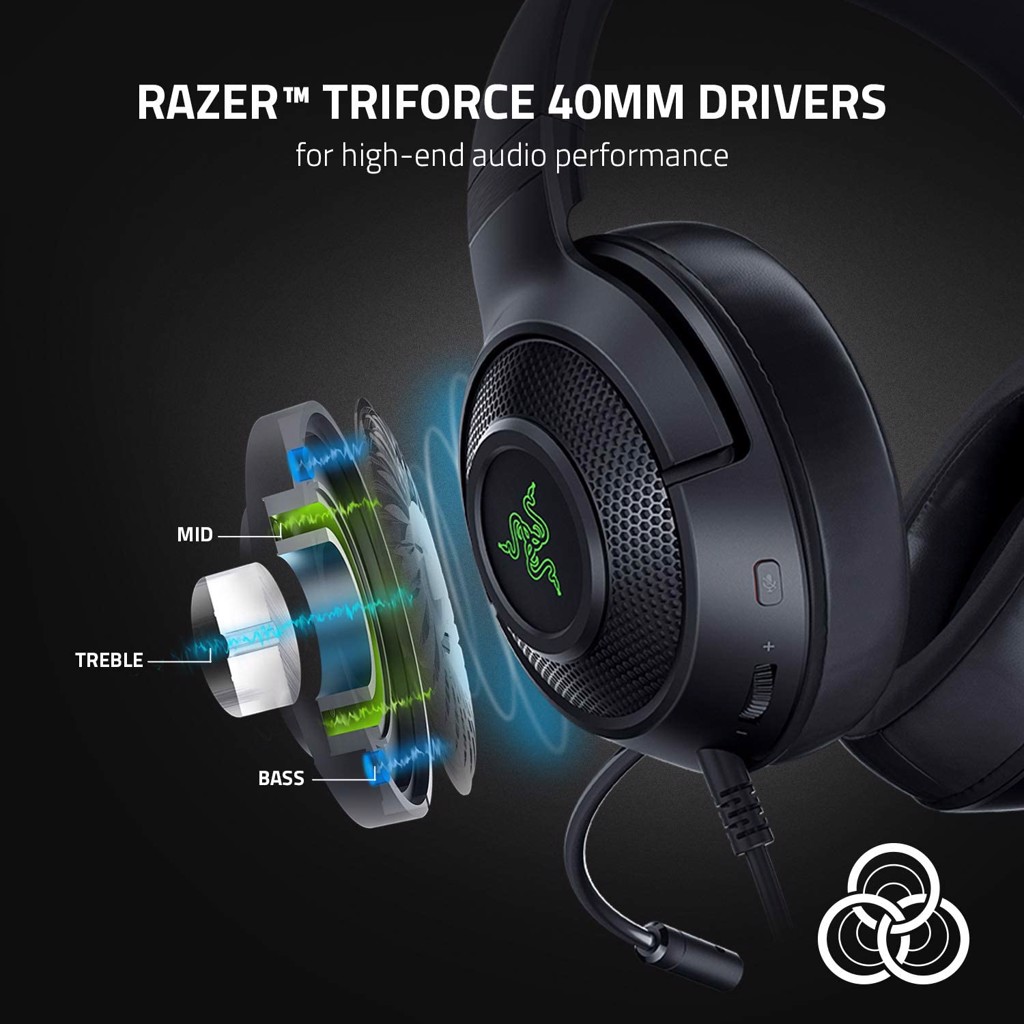 RAZER™ TRIFORCE 40MM DRIVERS
for high-end audio performance
MID
TREBLE
BASS
+
-